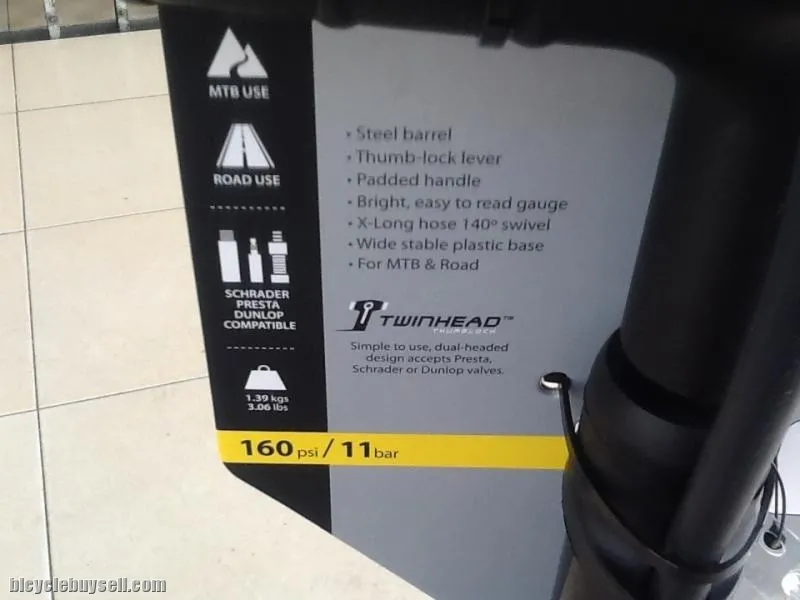 MTB USE
ROAD USE
SCHRADER
PRESTA
DUNLOP
COMPATIBLE
1.39 kgs
3.06 lbs
• Steel barrel
• Thumb-lock lever
• Padded handle
• Bright, easy to read gauge
• X-Long hose 140º swivel
• Wide stable plastic base
• For MTB & Road
TWINHEAD™
THUMBLOCK
Simple to use, dual-headed
design accepts Presta,
Schrader or Dunlop valves.
160 psi / 11 bar
bicyclebuysell.com